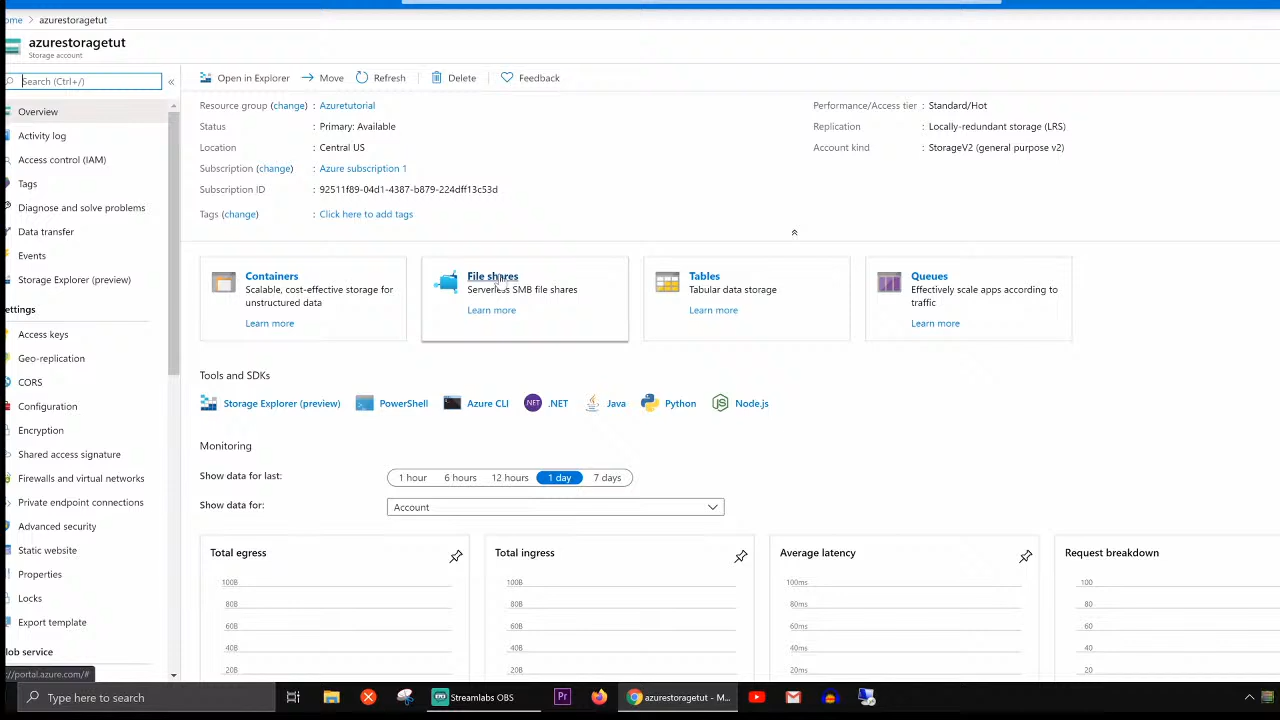 ome > azurestoragetut
azurestoragetut
Storage account
Search (Ctrl+/)
«
Overview
Activity log
Access control (IAM)
Tags
Diagnose and solve problems
Data transfer
Events
Storage Explorer (preview)
ettings
Access keys
Geo-replication
CORS
Configuration
Encryption
Shared access signature
Firewalls and virtual networks
Private endpoint connections
Advanced security
Static website
Properties
Locks
Export template
lob service
://portal.azure.com/#
Open in Explorer Move Refresh Delete Feedback
Resource group (change) : Azuretutorial
Status : Primary: Available
Location : Central US
Subscription (change) : Azure subscription 1
Subscription ID : 92511f89-04d1-4387-b879-224dff13c53d
Tags (change) : Click here to add tags
Performance/Access tier : Standard/Hot
Replication : Locally-redundant storage (LRS)
Account kind : StorageV2 (general purpose v2)
Containers
Scalable, cost-effective storage for
unstructured data
Learn more
File shares
Serverless SMB file shares
Learn more
Tables
Tabular data storage
Learn more
Queues
Effectively scale apps according to
traffic
Learn more
Tools and SDKs
Storage Explorer (preview) PowerShell Azure CLI .NET Java Python Node.js
Monitoring
Show data for last: 1 hour 6 hours 12 hours 1 day 7 days
Show data for: Account
Total egress
100B
80B
60B
40B
20B
Total ingress
100B
80B
60B
40B
20B
Average latency
100ms
80ms
60ms
40ms
20ms
Request breakdown
100
80
60
40
20
Type here to search
Streamlabs OBS
Pr
azurestoragetut - M...